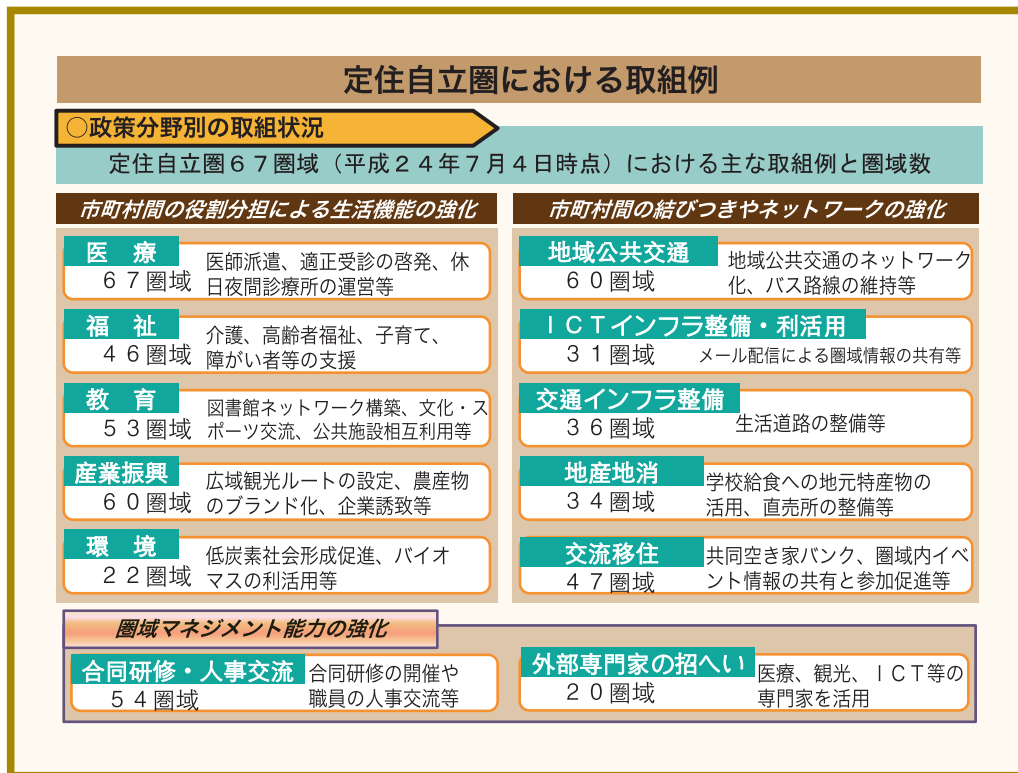 定住自立圏における取組例
○政策分野別の取組状況
定住自立圏67圏域（平成24年7月4日時点）における主な取組例と圏域数
市町村間の役割分担による生活機能の強化
医　療
67圏域
医師派遣、適正受診の啓発、休
日夜間診療所の運営等
福　祉
46圏域
介護、高齢者福祉、子育て、
障がい者等の支援
教　育
53圏域
図書館ネットワーク構築、文化・ス
ポーツ交流、公共施設相互利用等
産業振興
60圏域
広域観光ルートの設定、農産物
のブランド化、企業誘致等
環　境
22圏域
低炭素社会形成促進、バイオ
マスの利活用等
市町村間の結びつきやネットワークの強化
地域公共交通
60圏域
地域公共交通のネットワーク
化、バス路線の維持等
ＩＣＴインフラ整備・利活用
31圏域
メール配信による圏域情報の共有等
交通インフラ整備
36圏域
生活道路の整備等
地産地消
34圏域
学校給食への地元特産物の
活用、直売所の整備等
交流移住
47圏域
共同空き家バンク、圏域内イベ
ント情報の共有と参加促進等
圏域マネジメント能力の強化
合同研修・人事交流
54圏域
合同研修の開催や
職員の人事交流等
外部専門家の招へい
20圏域
医療、観光、ＩＣＴ等の
専門家を活用